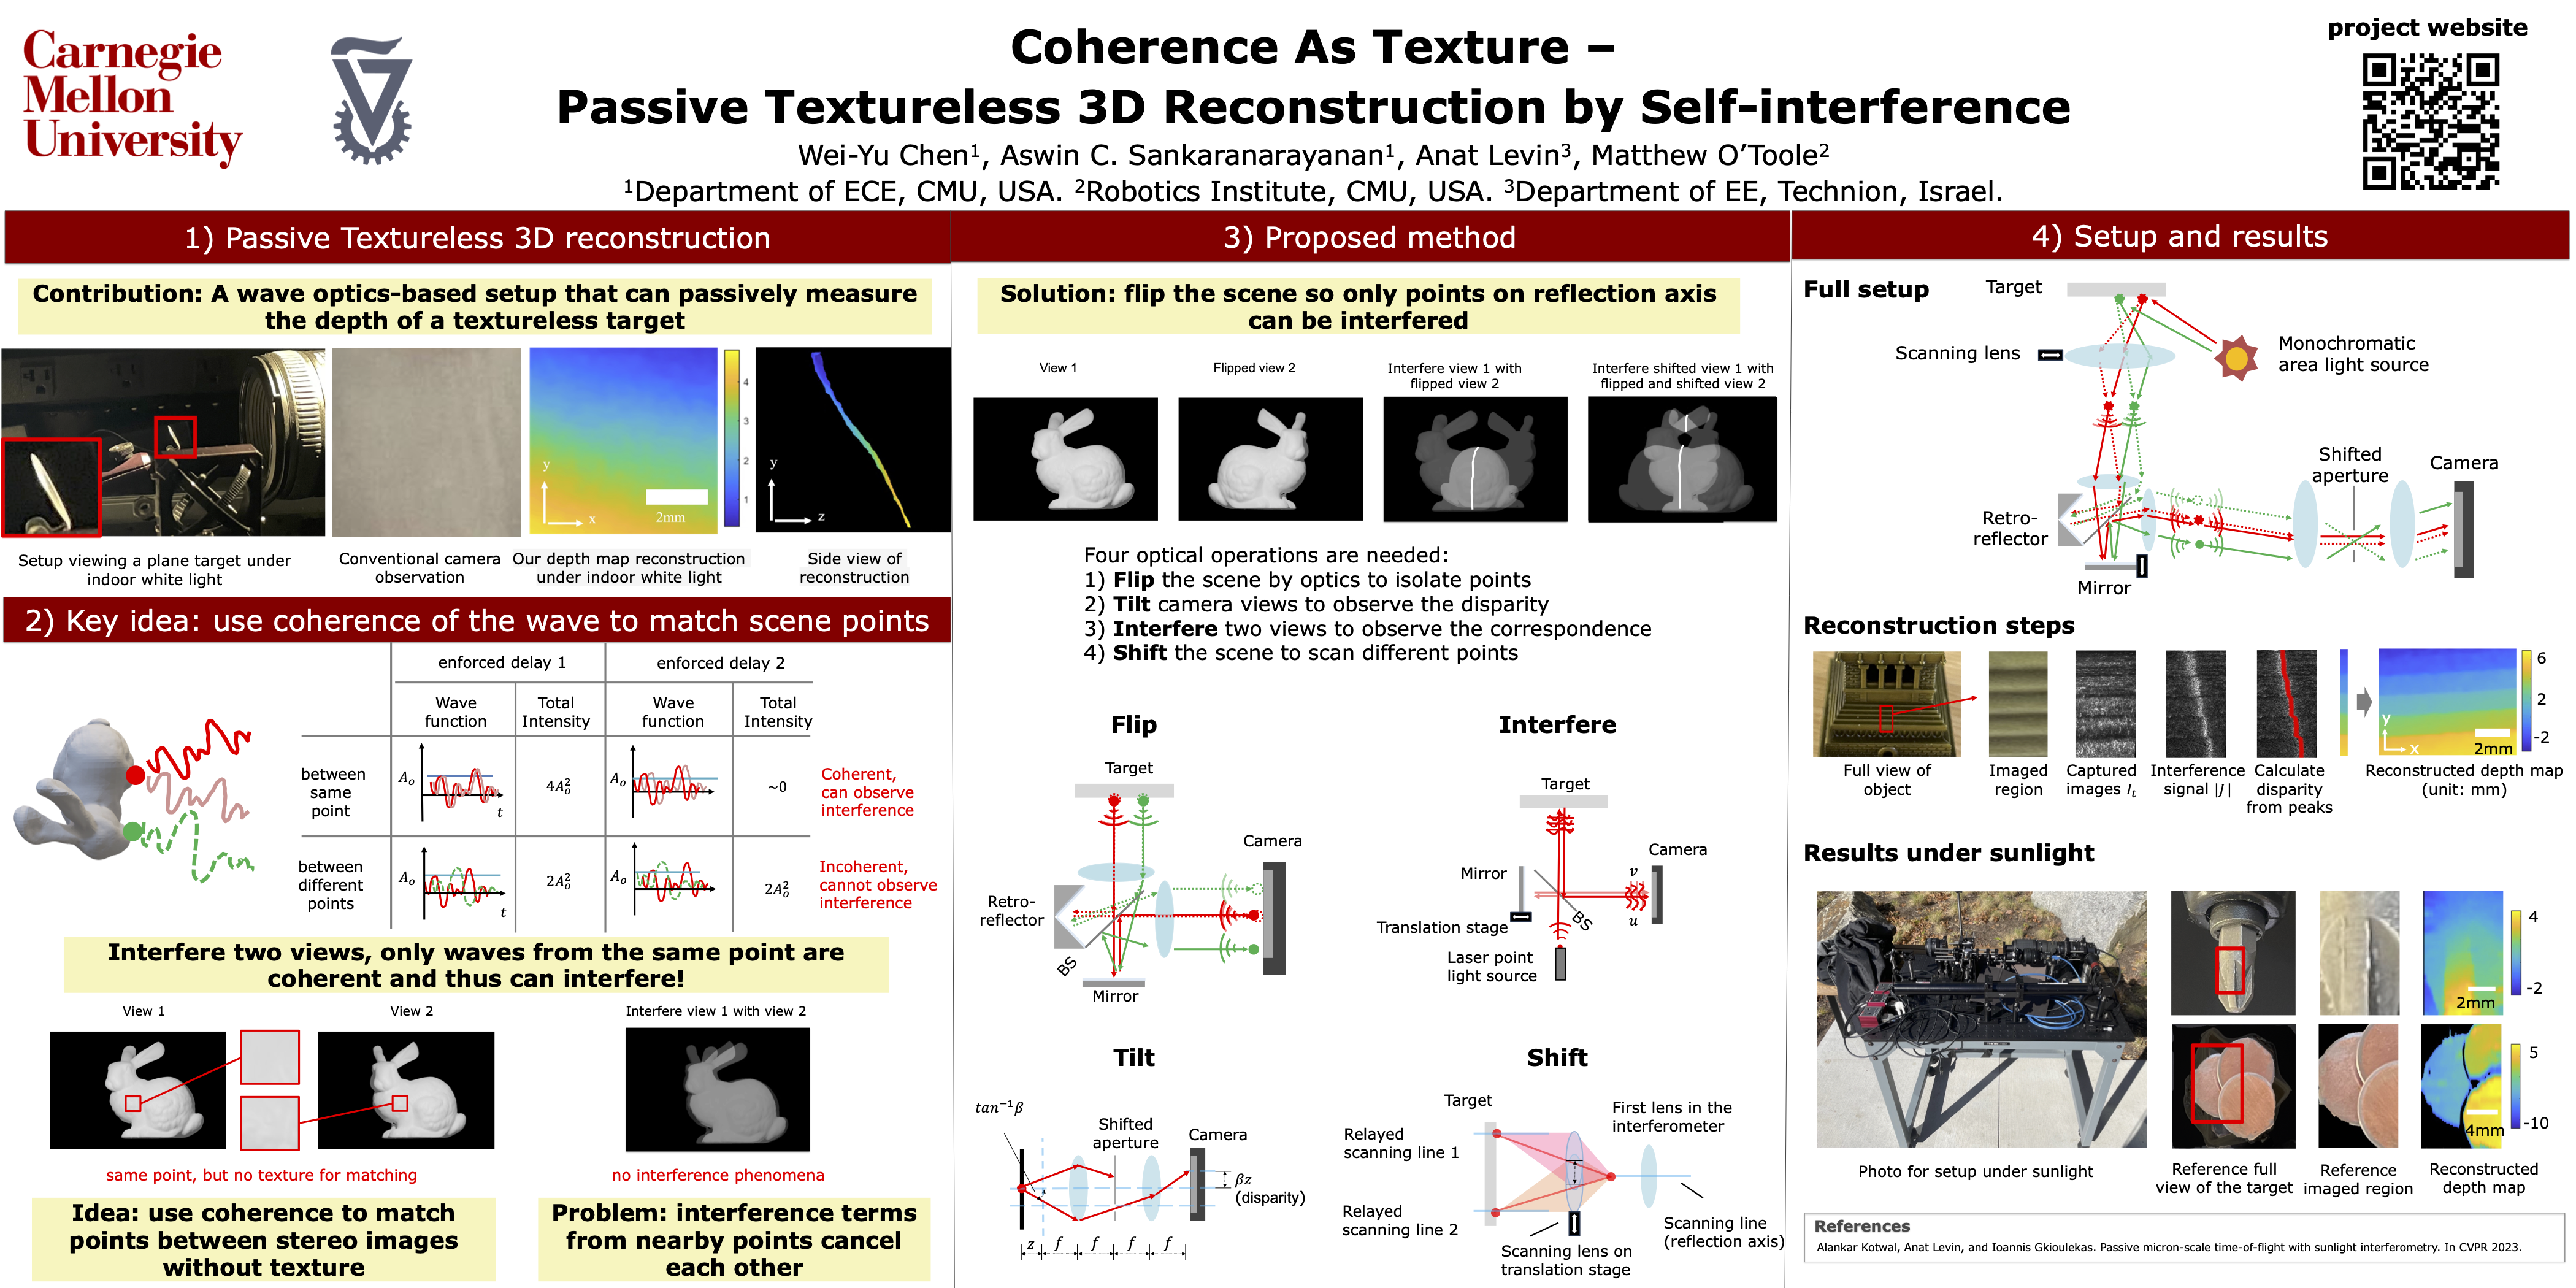 Carnegie
Mellon
University
Coherence As Texture –
Passive Textureless 3D Reconstruction by Self-interference
Wei-Yu Chen¹, Aswin C. Sankaranarayanan¹, Anat Levin³, Matthew O’Toole²
¹Department of ECE, CMU, USA. ²Robotics Institute, CMU, USA. ³Department of EE, Technion, Israel.
project website
1) Passive Textureless 3D reconstruction
Contribution: A wave optics-based setup that can passively measure
the depth of a textureless target
y
x
2mm
4
3
2
1
y
z
Setup viewing a plane target under
indoor white light
Conventional camera
observation
Our depth map reconstruction
under indoor white light
Side view of
reconstruction
2) Key idea: use coherence of the wave to match scene points
enforced delay 1
enforced delay 2
Wave
function
Total
Intensity
Wave
function
Total
Intensity
between
same
point
Aₒ
t
4Aₒ²
Aₒ
~0
Coherent,
can observe
interference
between
different
points
Aₒ
t
2Aₒ²
Aₒ
2Aₒ²
Incoherent,
cannot observe
interference
Interfere two views, only waves from the same point are
coherent and thus can interfere!
View 1
View 2
Interfere view 1 with view 2
same point, but no texture for matching
no interference phenomena
Idea: use coherence to match
points between stereo images
without texture
Problem: interference terms
from nearby points cancel
each other
3) Proposed method
Solution: flip the scene so only points on reflection axis
can be interfered
View 1
Flipped view 2
Interfere view 1 with
flipped view 2
Interfere shifted view 1 with
flipped and shifted view 2
Four optical operations are needed:
1) Flip the scene by optics to isolate points
2) Tilt camera views to observe the disparity
3) Interfere two views to observe the correspondence
4) Shift the scene to scan different points
Flip
Target
Camera
Retro-
reflector
BS
Mirror
Interfere
Target
Mirror
Camera
v
u
BS
Translation stage
Laser point
light source
Tilt
tan⁻¹β
Shifted
aperture
Camera
βz
(disparity)
z
f
f
f
f
Shift
Target
First lens in the
interferometer
Relayed
scanning line 1
Relayed
scanning line 2
Scanning line
(reflection axis)
Scanning lens on
translation stage
4) Setup and results
Full setup
Target
Scanning lens
Monochromatic
area light source
Shifted
aperture
Camera
Retro-
reflector
Mirror
Reconstruction steps
y
x
2mm
6
2
-2
Full view of
object
Imaged
region
Captured
images Iₜ
Interference
signal |J|
Calculate
disparity
from peaks
Reconstructed depth map
(unit: mm)
Results under sunlight
2mm
4
-2
4mm
5
-10
Photo for setup under sunlight
Reference full
view of the target
Reference
imaged region
Reconstructed
depth map
References
Alankar Kotwal, Anat Levin, and Ioannis Gkioulekas. Passive micron-scale time-of-flight with sunlight interferometry. In CVPR 2023.